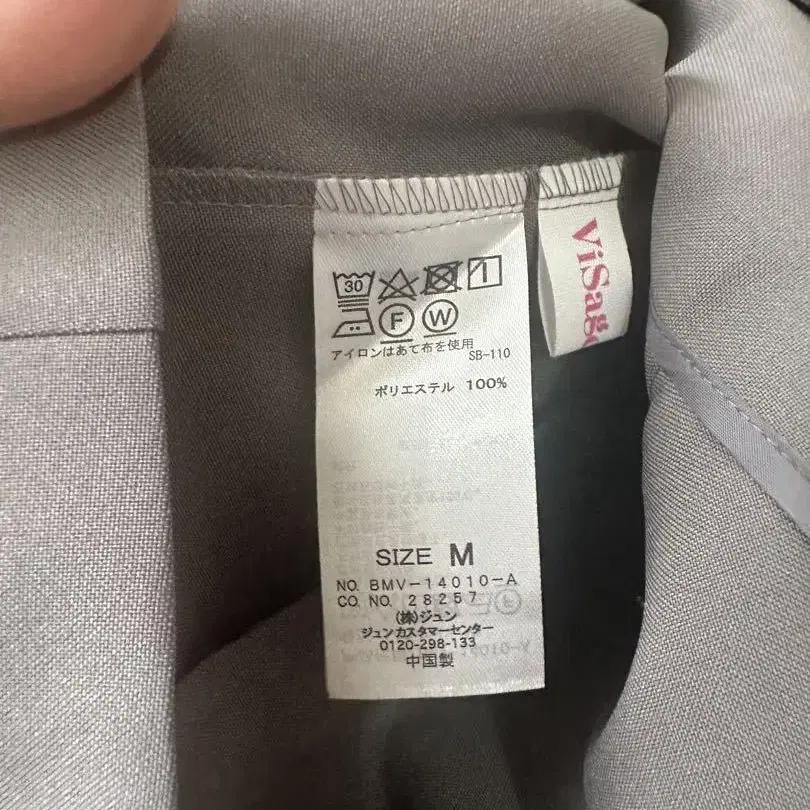 30
F W
アイロンはあて布を使用
SB-110
ポリエステル 100%
SIZE M
NO. BMV-14010-A
CO. NO. 28257
(株)ジュン
ジュンカスタマーセンター
0120-298-133
中国製
ViSag